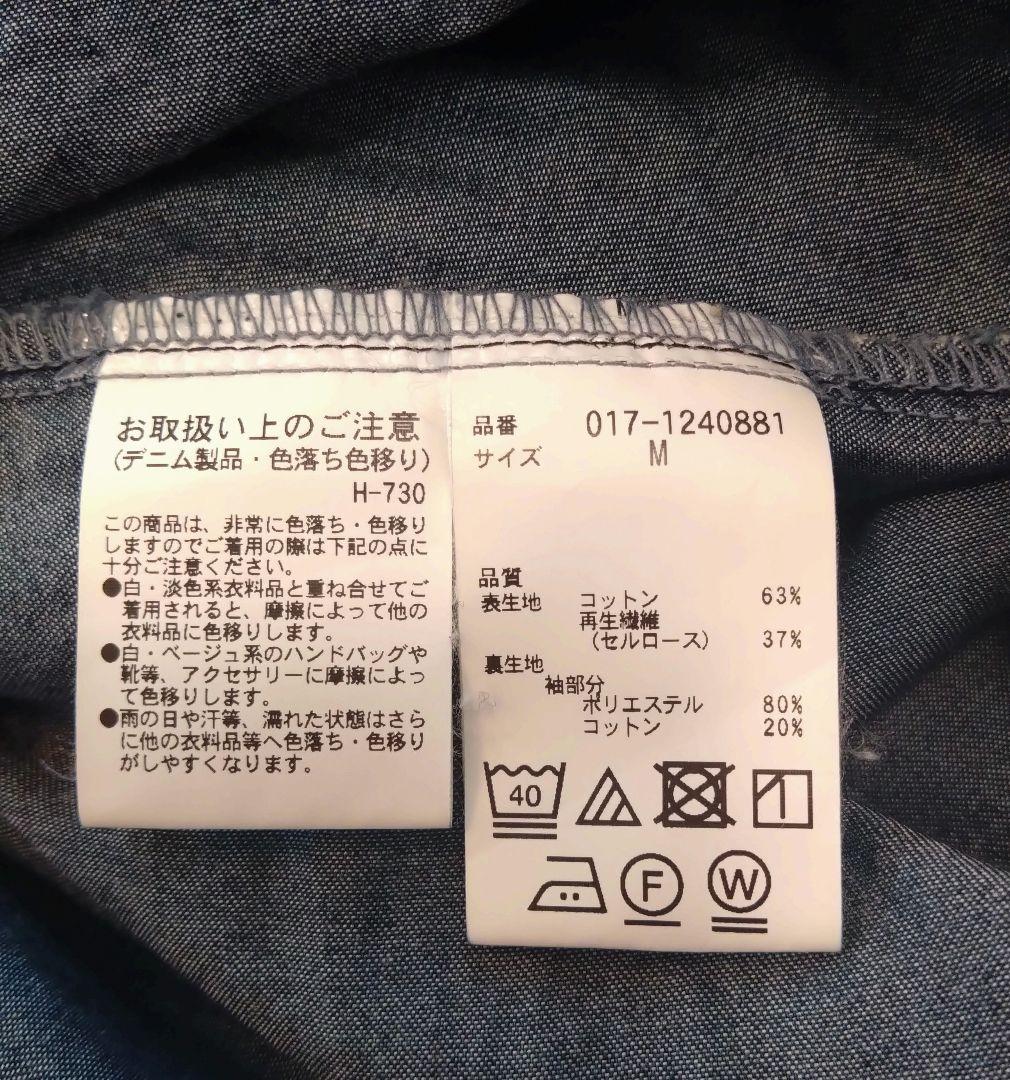 お取扱い上のご注意
(デニム製品・色落ち色移り)
H-730
この商品は、非常に色落ち・色移り
しますのでご着用の際は下記の点に
十分ご注意ください。
●白・淡色系衣料品と重ね合せてご
着用されると、摩擦によって他の
衣料品に色移りします。
●白・ベージュ系のハンドバッグや
靴等、アクセサリーに摩擦によっ
て色移りします。
●雨の日や汗等、濡れた状態はさら
に他の衣料品等へ色落ち・色移り
がしやすくなります。
品番 017-1240881
サイズ M
品質
表生地 コットン 63%
再生繊維
(セルロース) 37%
裏生地
袖部分
ポリエステル 80%
コットン 20%
40
F W